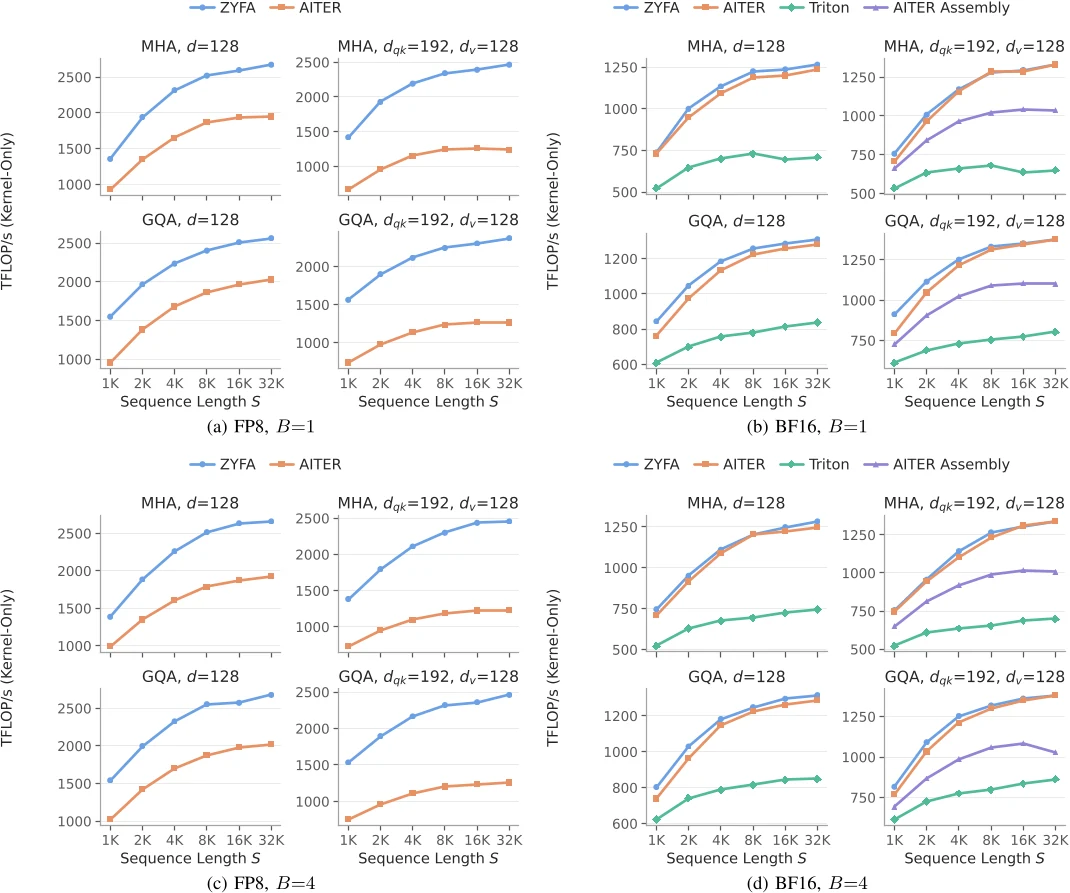 ZYFA AITER
TFLOP/s (Kernel-Only)
MHA, d=128
2500
2000
1500
1000
MHA, dqk=192, dv=128
2500
2000
1500
1000
GQA, d=128
2500
2000
1500
1000
1K 2K 4K 8K 16K 32K
Sequence Length S
GQA, dqk=192, dv=128
2000
1500
1000
1K 2K 4K 8K 16K 32K
Sequence Length S
(a) FP8, B=1
ZYFA AITER Triton AITER Assembly
TFLOP/s (Kernel-Only)
MHA, d=128
1250
1000
750
500
MHA, dqk=192, dv=128
1250
1000
750
500
GQA, d=128
1200
1000
800
600
1K 2K 4K 8K 16K 32K
Sequence Length S
GQA, dqk=192, dv=128
1250
1000
750
1K 2K 4K 8K 16K 32K
Sequence Length S
(b) BF16, B=1
ZYFA AITER
TFLOP/s (Kernel-Only)
MHA, d=128
2500
2000
1500
1000
MHA, dqk=192, dv=128
2500
2000
1500
1000
GQA, d=128
2500
2000
1500
1000
1K 2K 4K 8K 16K 32K
Sequence Length S
GQA, dqk=192, dv=128
2500
2000
1500
1000
1K 2K 4K 8K 16K 32K
Sequence Length S
(c) FP8, B=4
ZYFA AITER Triton AITER Assembly
TFLOP/s (Kernel-Only)
MHA, d=128
1250
1000
750
500
MHA, dqk=192, dv=128
1250
1000
750
500
GQA, d=128
1200
1000
800
600
1K 2K 4K 8K 16K 32K
Sequence Length S
GQA, dqk=192, dv=128
1250
1000
750
1K 2K 4K 8K 16K 32K
Sequence Length S
(d) BF16, B=4